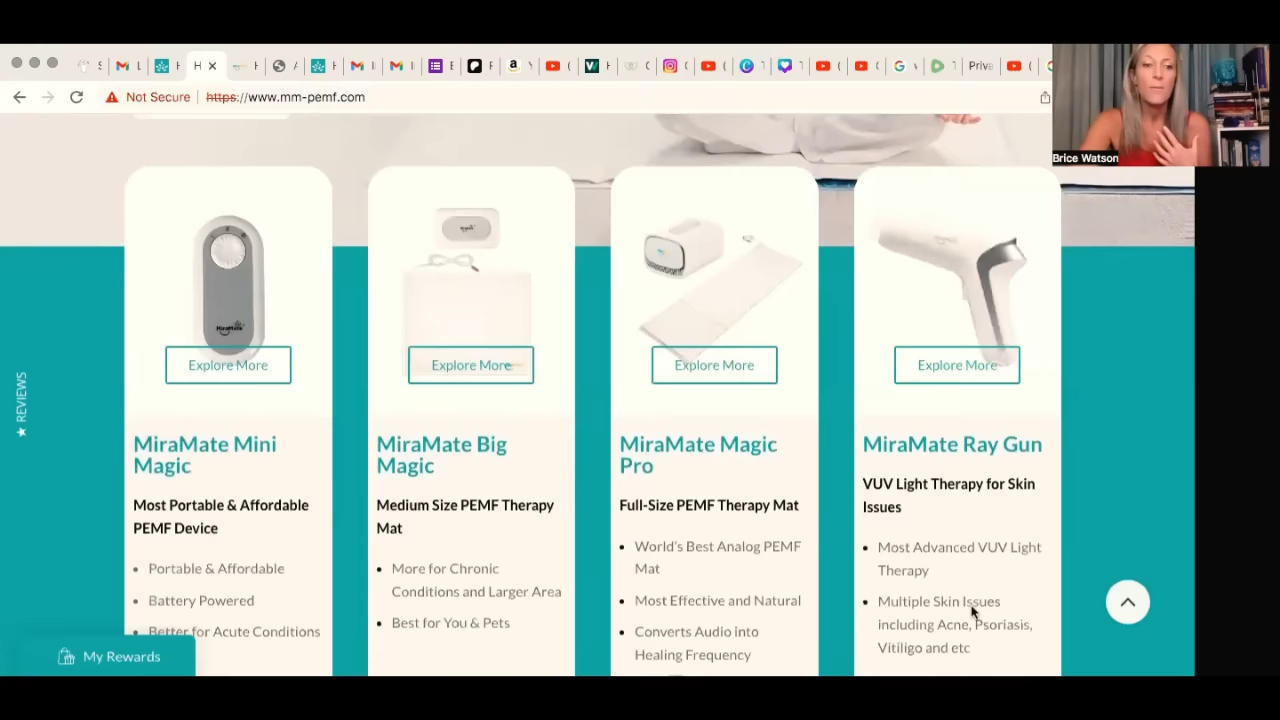 Not Secure
https://www.mm-pemf.com
Brice Watson
★ REVIEWS
MiraMate
Explore More
Explore More
Explore More
Explore More
MiraMate Mini
Magic
Most Portable & Affordable
PEMF Device
Portable & Affordable
Battery Powered
Better for Acute Conditions
MiraMate Big
Magic
Medium Size PEMF Therapy
Mat
More for Chronic
Conditions and Larger Area
Best for You & Pets
MiraMate Magic
Pro
Full-Size PEMF Therapy Mat
World's Best Analog PEMF
Mat
Most Effective and Natural
Converts Audio into
Healing Frequency
MiraMate Ray Gun
VUV Light Therapy for Skin
Issues
Most Advanced VUV Light
Therapy
Multiple Skin Issues
including Acne, Psoriasis,
Vitiligo and etc
My Rewards